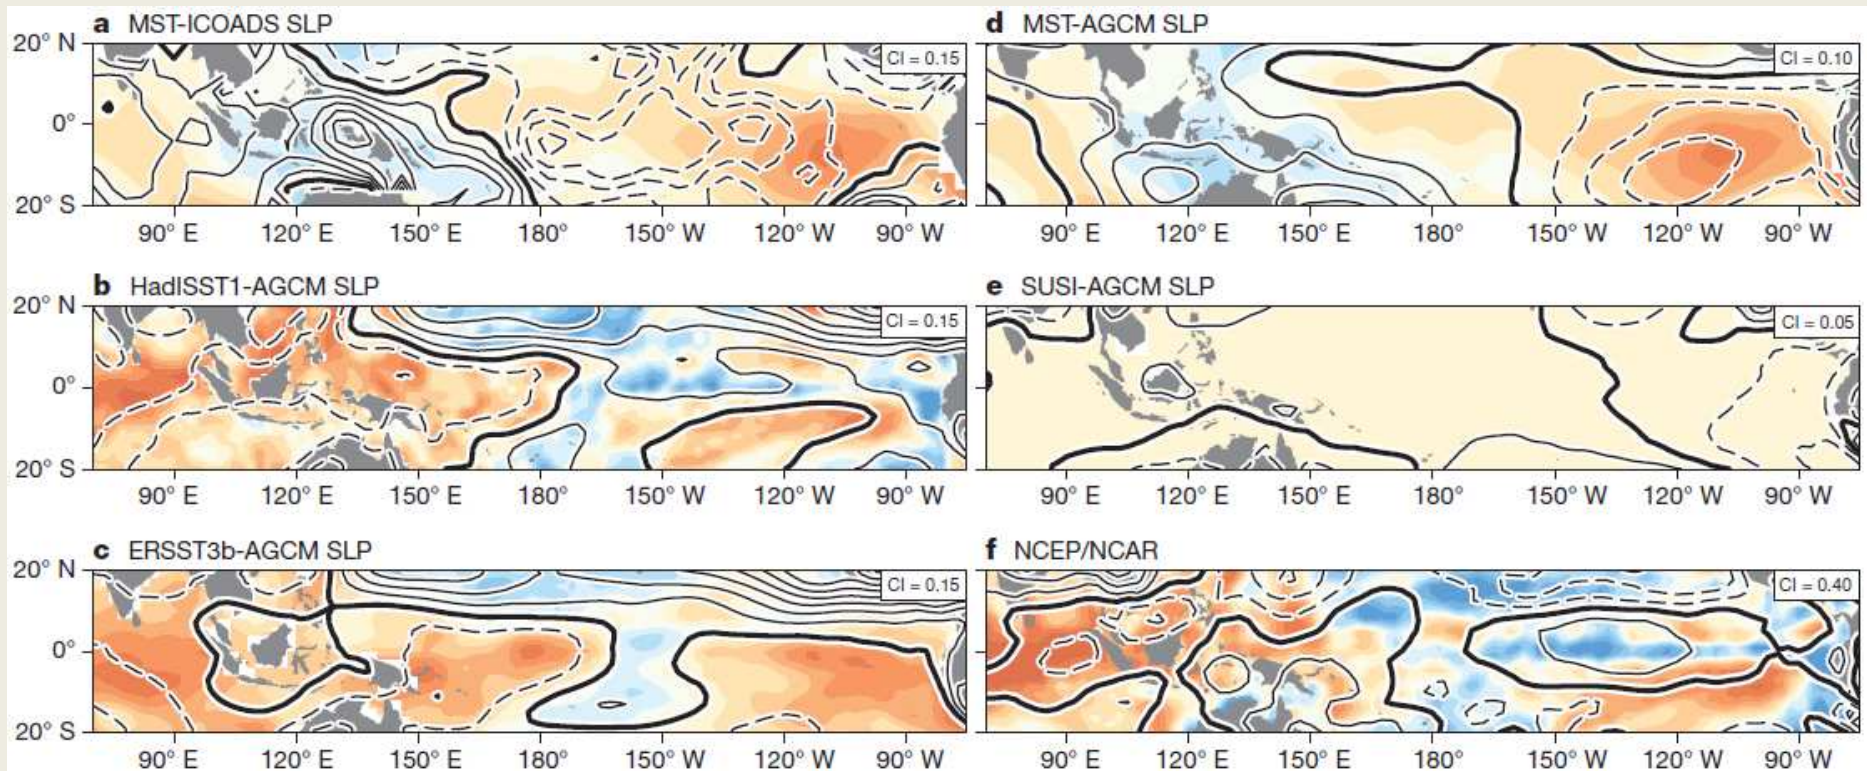 a MST-ICOADS SLP
20° N
CI = 0.15
0°
20° S
90° E 120° E 150° E 180° 150° W 120° W 90° W
d MST-AGCM SLP
CI = 0.10
90° E 120° E 150° E 180° 150° W 120° W 90° W
b HadISST1-AGCM SLP
20° N
CI = 0.15
0°
20° S
90° E 120° E 150° E 180° 150° W 120° W 90° W
e SUSI-AGCM SLP
CI = 0.05
90° E 120° E 150° E 180° 150° W 120° W 90° W
c ERSST3b-AGCM SLP
20° N
CI = 0.15
0°
20° S
90° E 120° E 150° E 180° 150° W 120° W 90° W
f NCEP/NCAR
CI = 0.40
90° E 120° E 150° E 180° 150° W 120° W 90° W